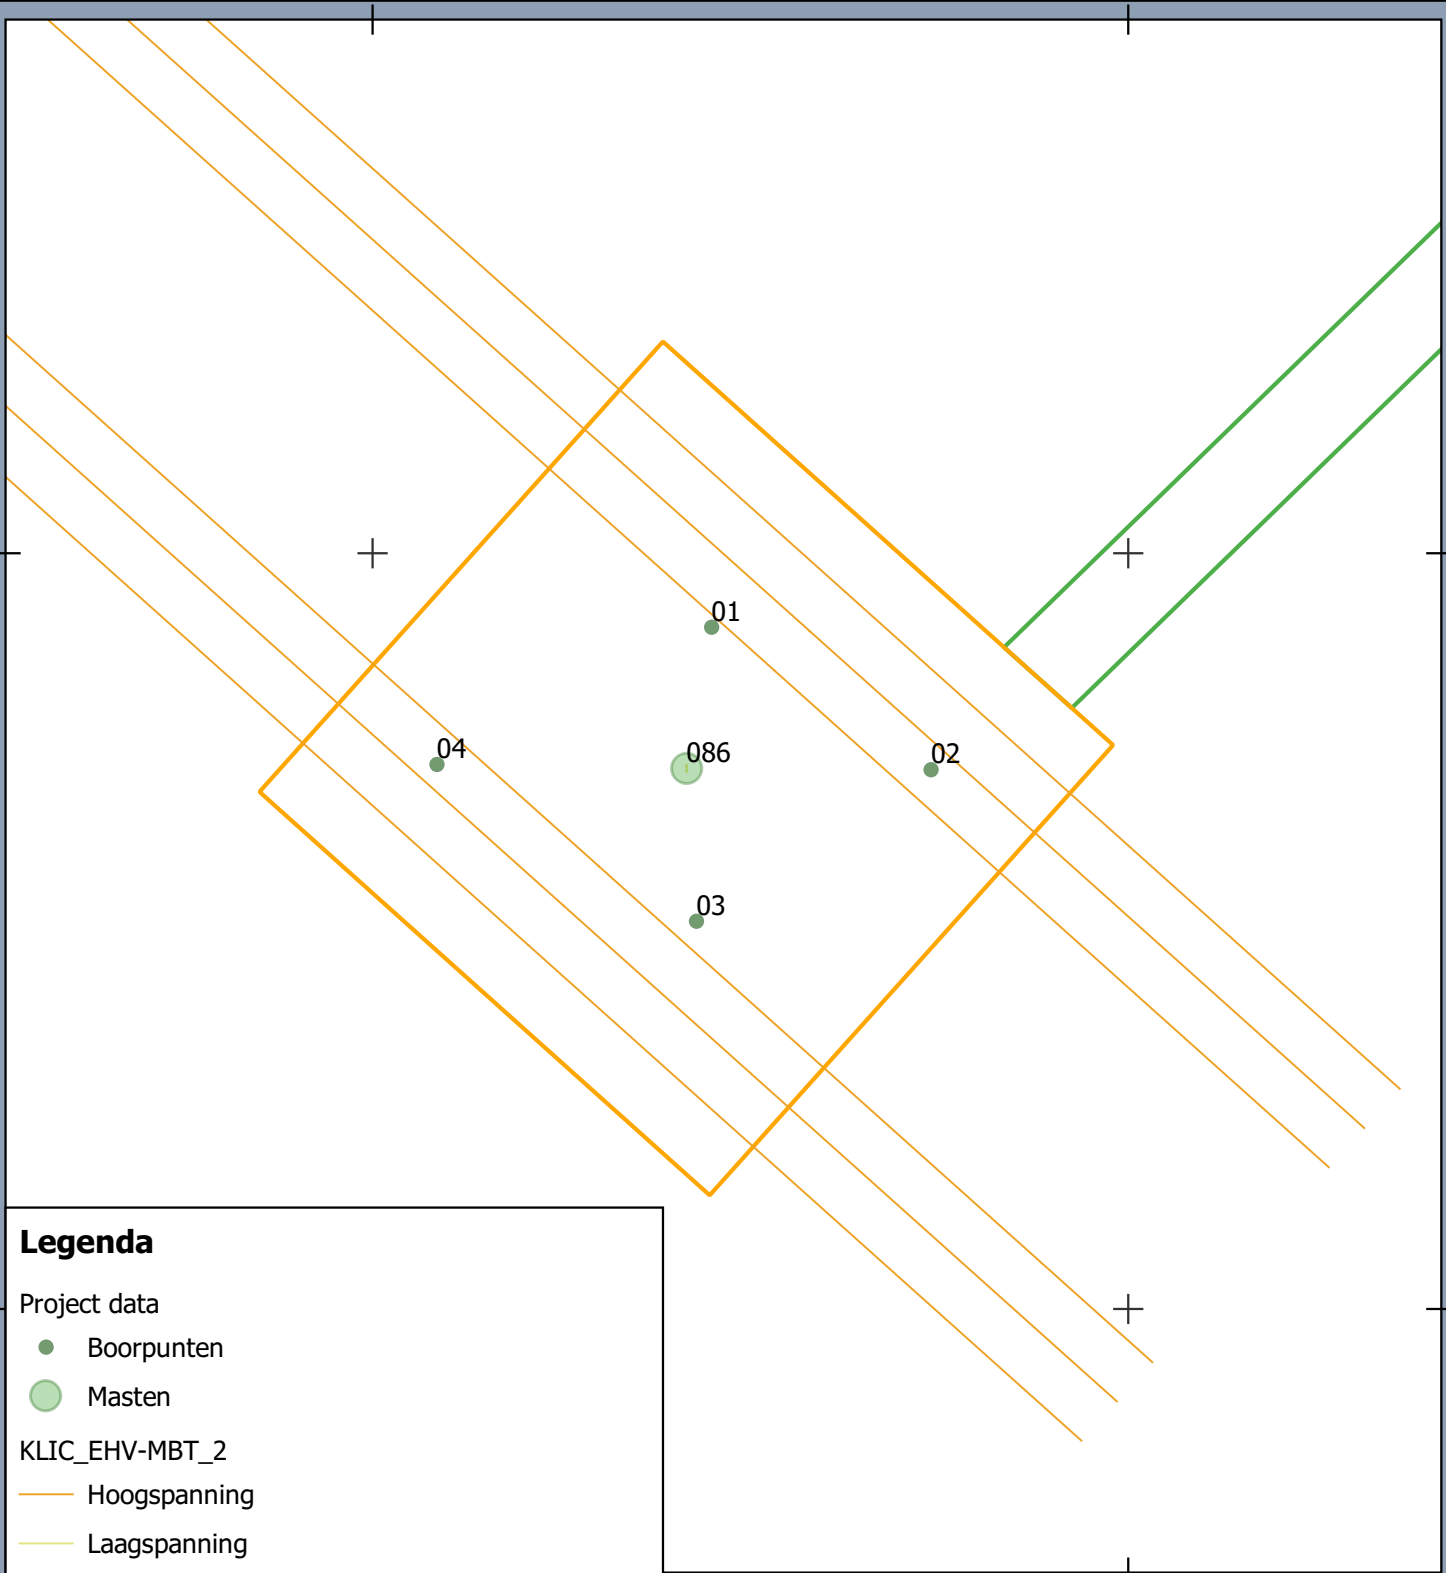 01
086
04
02
03
Legenda
Project data
Boorpunten
Masten
KLIC_EHV-MBT_2
Hoogspanning
Laagspanning